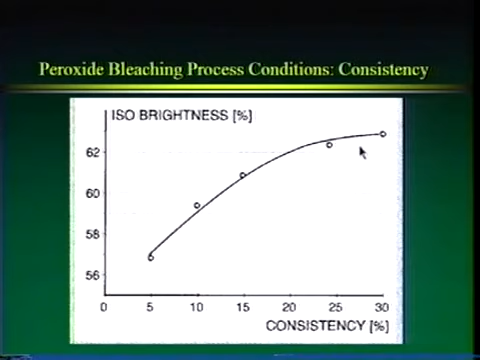 Peroxide Bleaching Process Conditions: Consistency
ISO BRIGHTNESS [%]
62
60
58
56
0 5 10 15 20 25 30
CONSISTENCY [%]